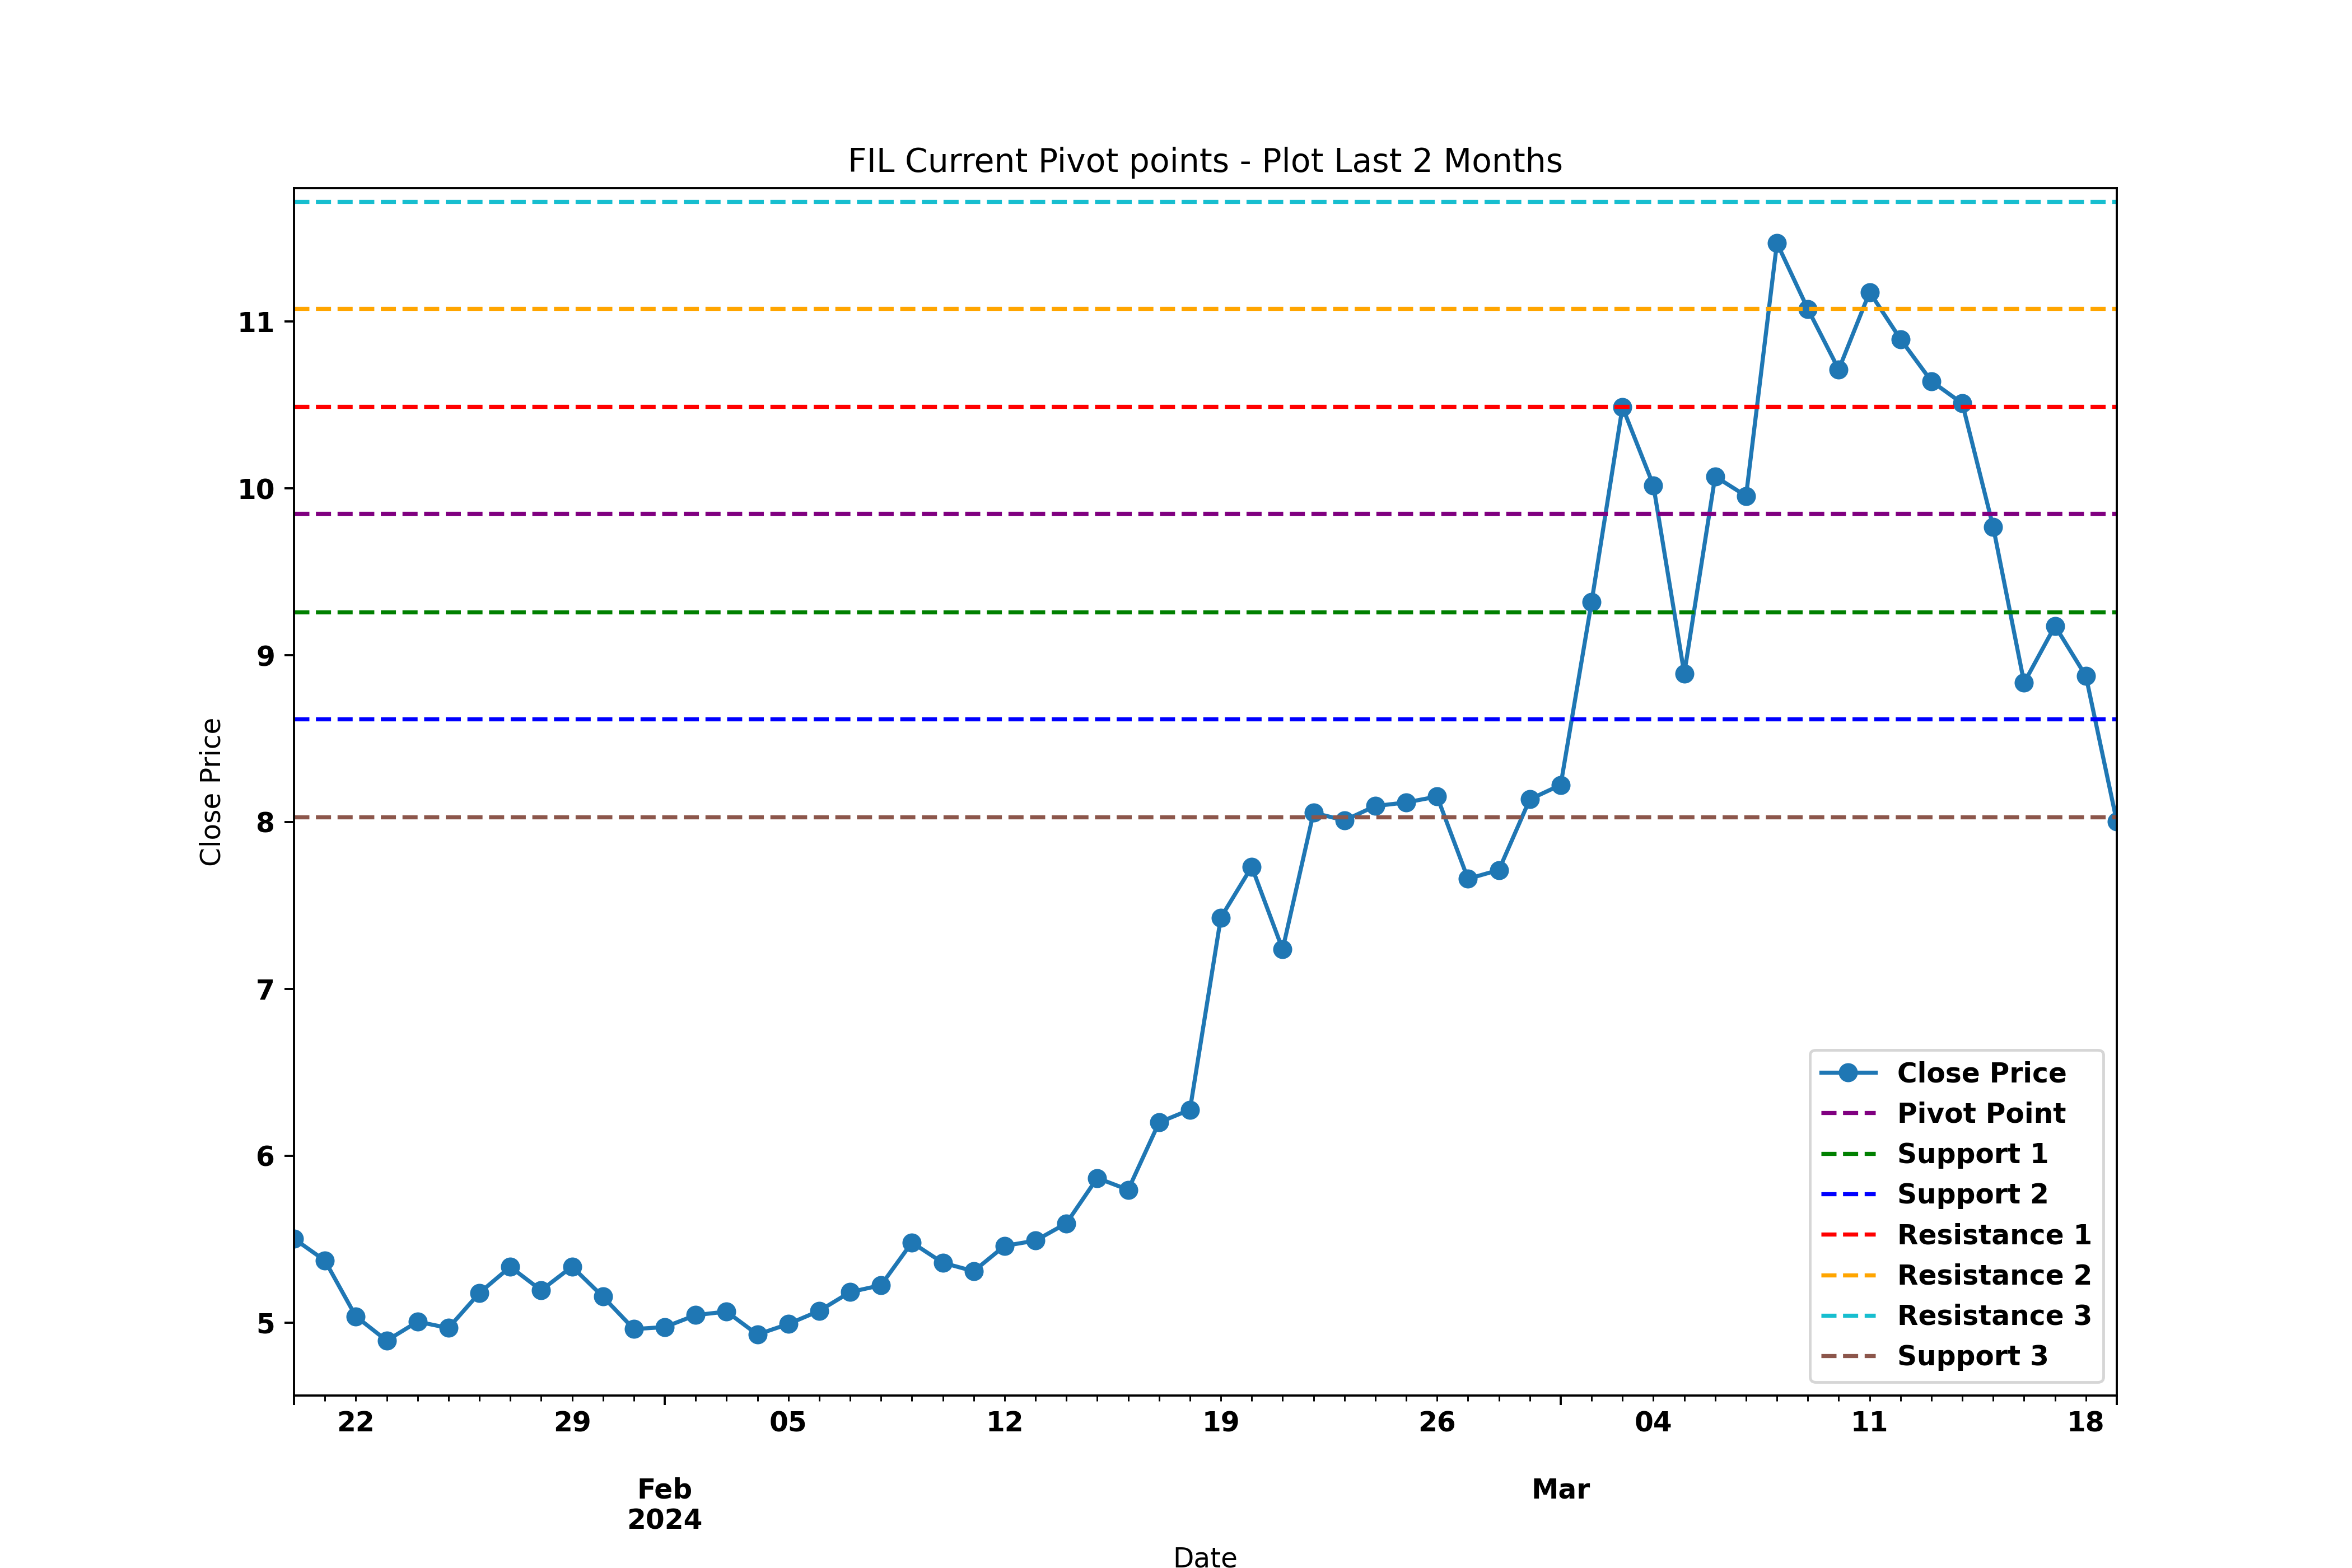 FIL Current Pivot points - Plot Last 2 Months
11
10
9
8
7
6
5
Close Price
Close Price
Pivot Point
Support 1
Support 2
Resistance 1
Resistance 2
Resistance 3
Support 3
22 29 05 12 19 26 04 11 18
Feb Mar
2024
Date